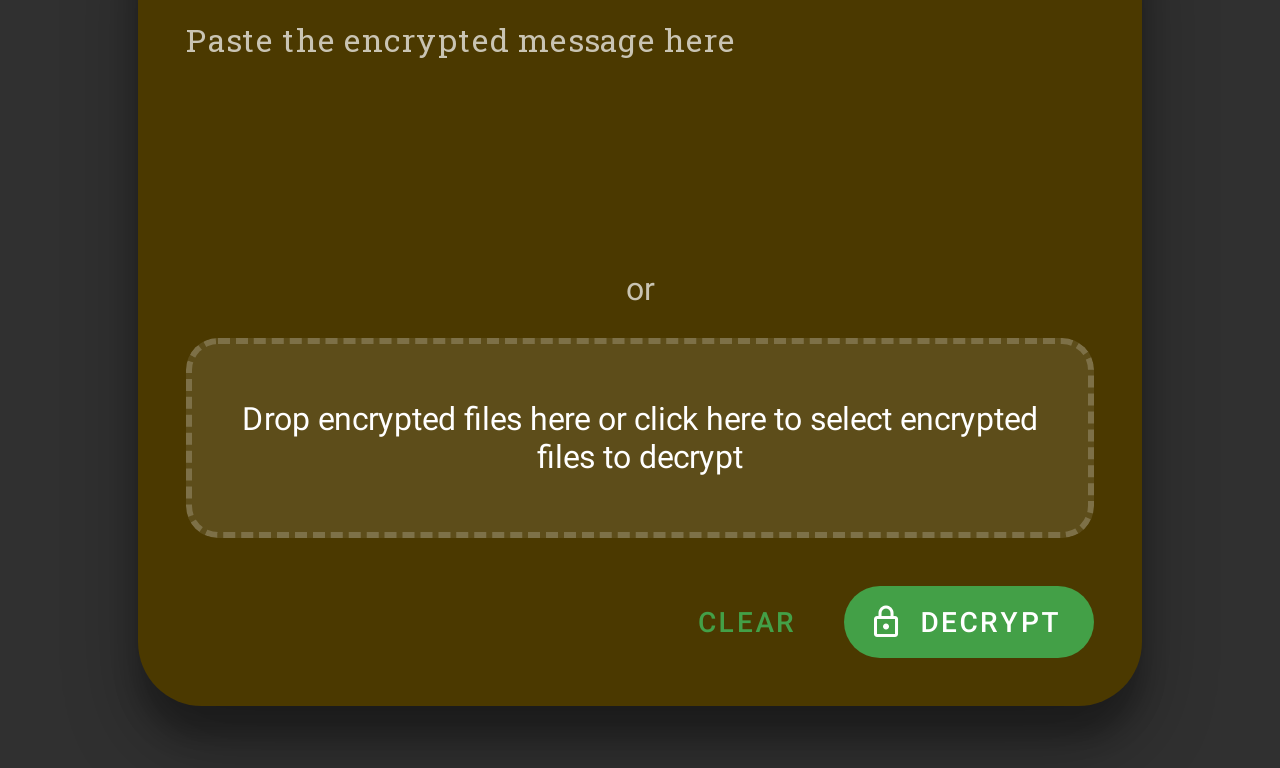 Paste the encrypted message here
or
Drop encrypted files here or click here to select encrypted
files to decrypt
CLEAR
DECRYPT